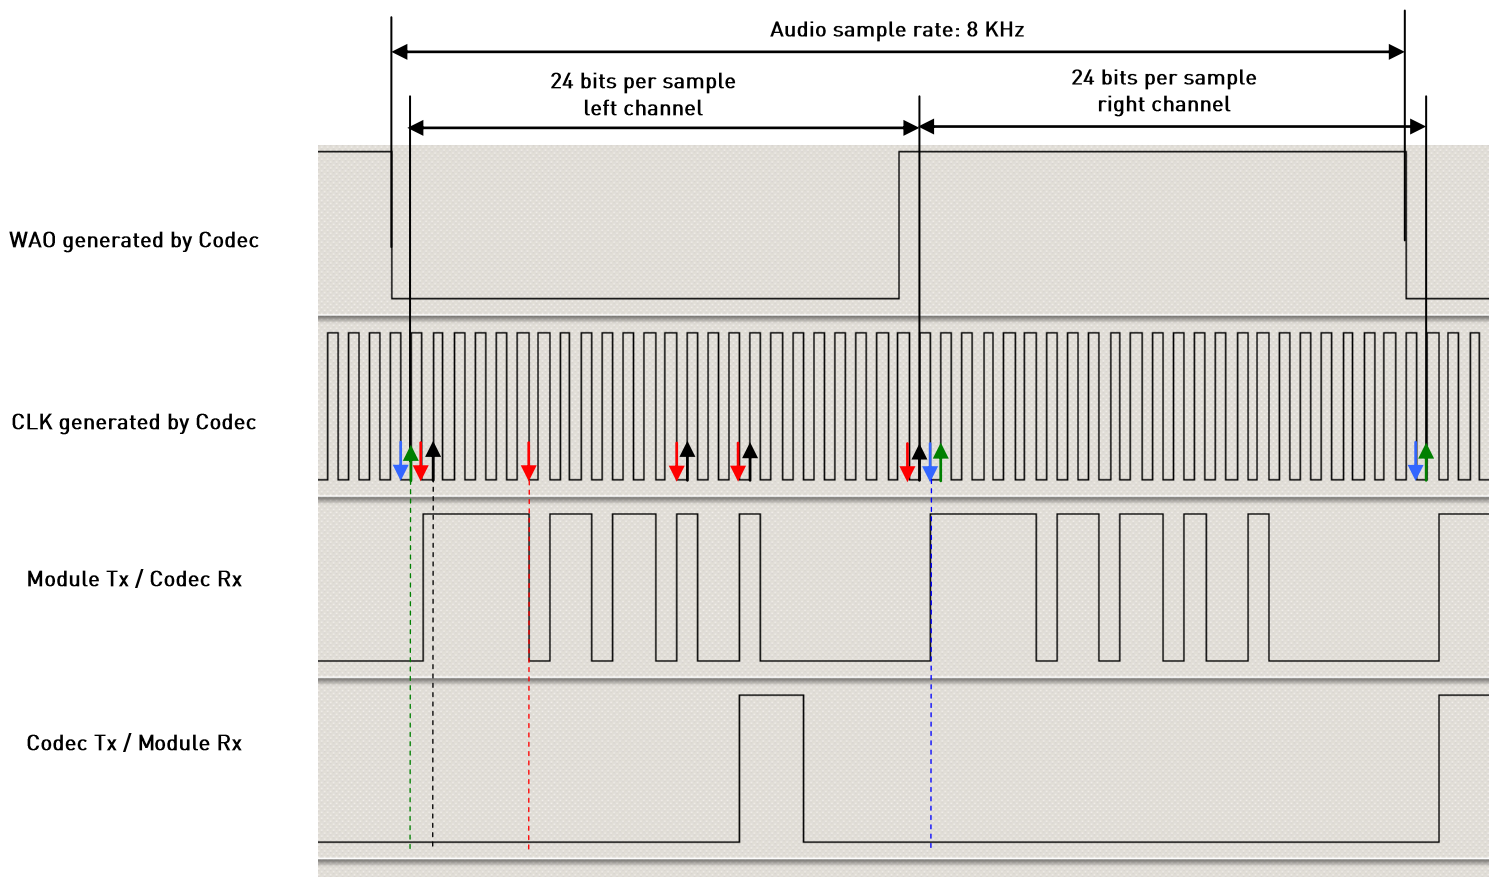 Audio sample rate: 8 KHz
24 bits per sample
left channel
24 bits per sample
right channel
WAO generated by Codec
CLK generated by Codec
Module Tx / Codec Rx
Codec Tx / Module Rx